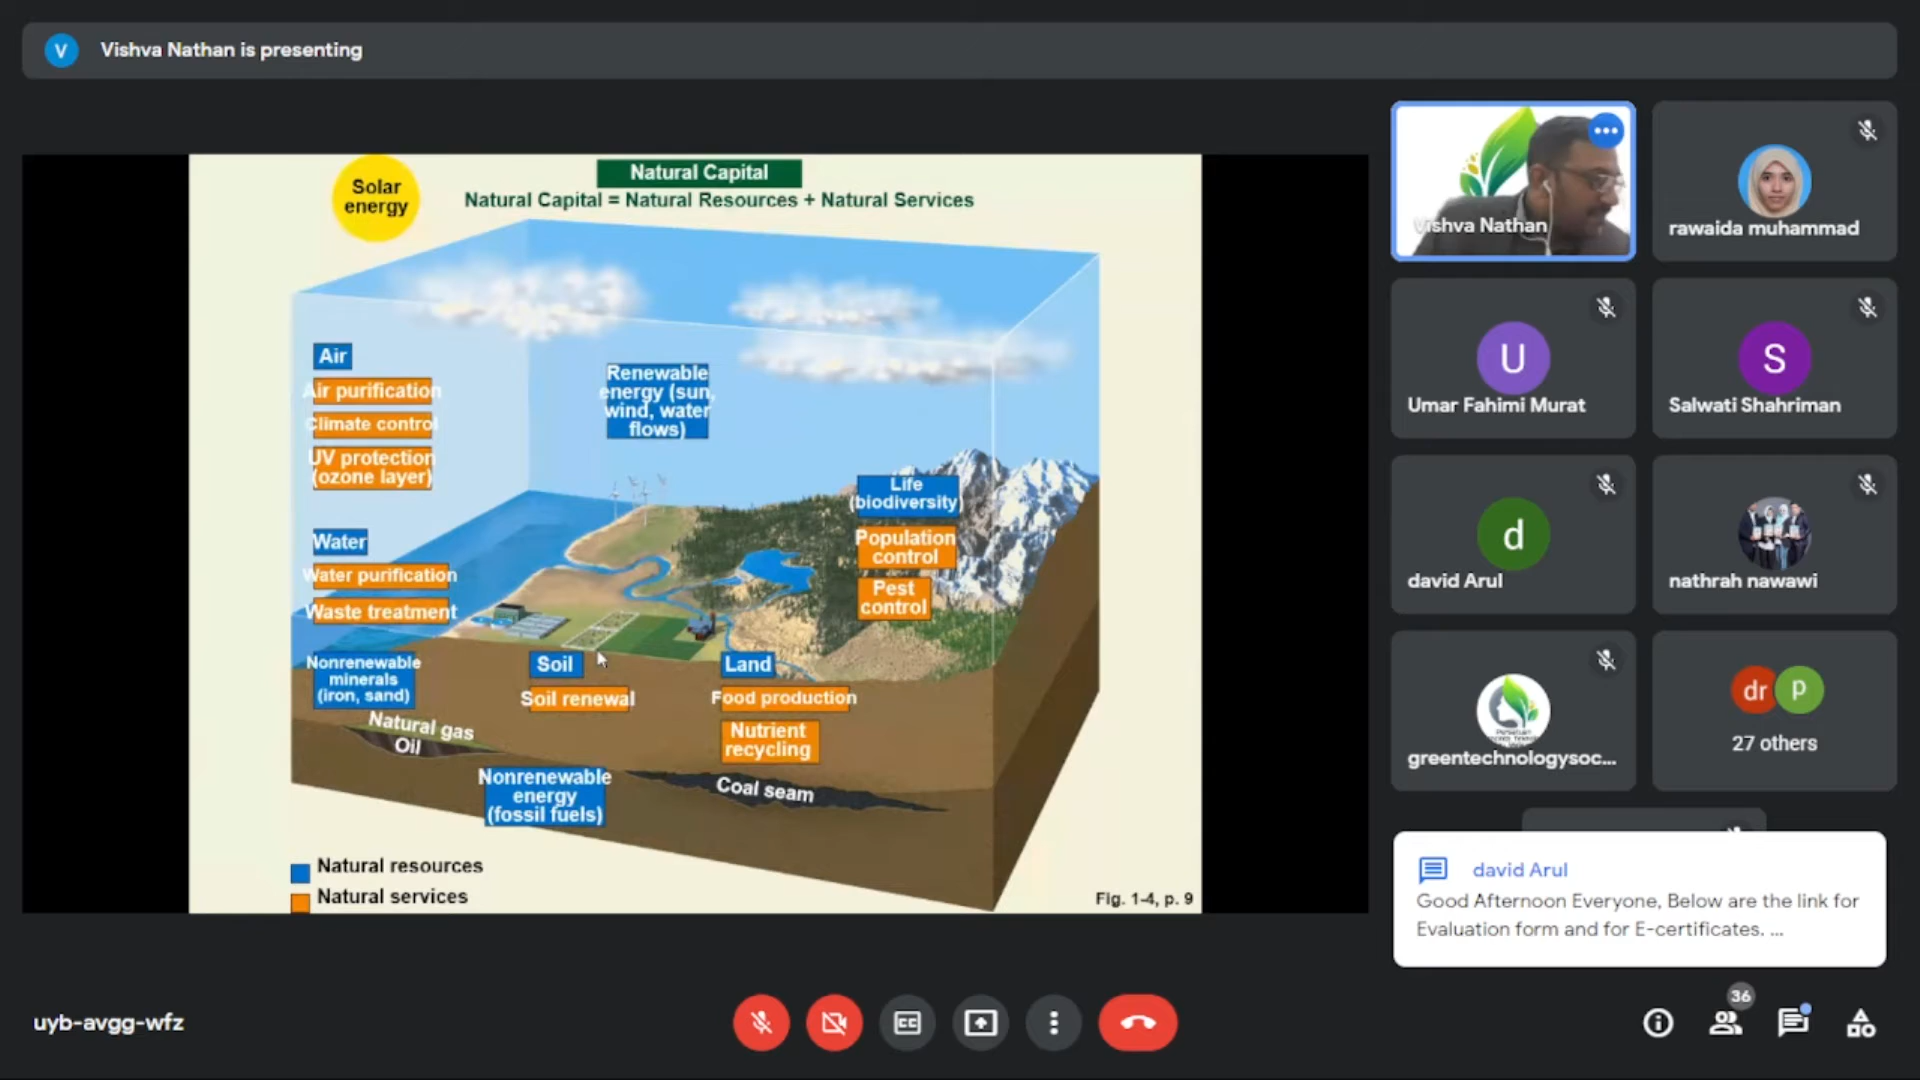 V
Vishva Nathan is presenting
Solar
energy
Natural Capital
Natural Capital = Natural Resources + Natural Services
Air
Air purification
Climate control
UV protection
(ozone layer)
Renewable
energy (sun,
wind, water
flows)
Life
(biodiversity)
Population
control
Pest
control
Water
Water purification
Waste treatment
Nonrenewable
minerals
(iron, sand)
Soil
Soil renewal
Land
Food production
Nutrient
recycling
Natural gas
Oil
Nonrenewable
energy
(fossil fuels)
Coal seam
Natural resources
Natural services
Fig. 1-4, p. 9
Vishva Nathan
rawaida muhammad
U
Umar Fahimi Murat
S
Salwati Shahriman
d
david Arul
nathrah nawawi
greentechnologysoc...
dr
p
27 others
david Arul
Good Afternoon Everyone, Below are the link for
Evaluation form and for E-certificates. ...
uyb-avgg-wfz
CC
36